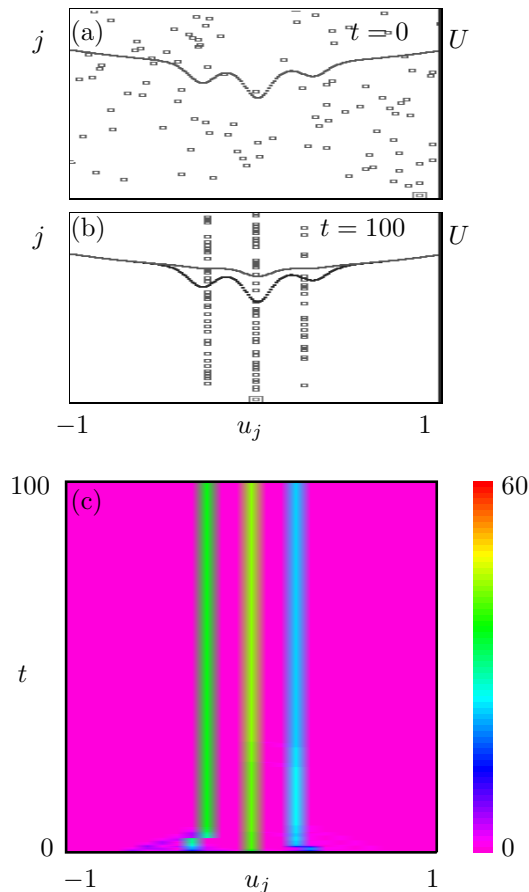 (a) t = 0
j U
(b) t = 100
j U
−1 u_j 1
100 (c) 60
t
0 0
−1 u_j 1